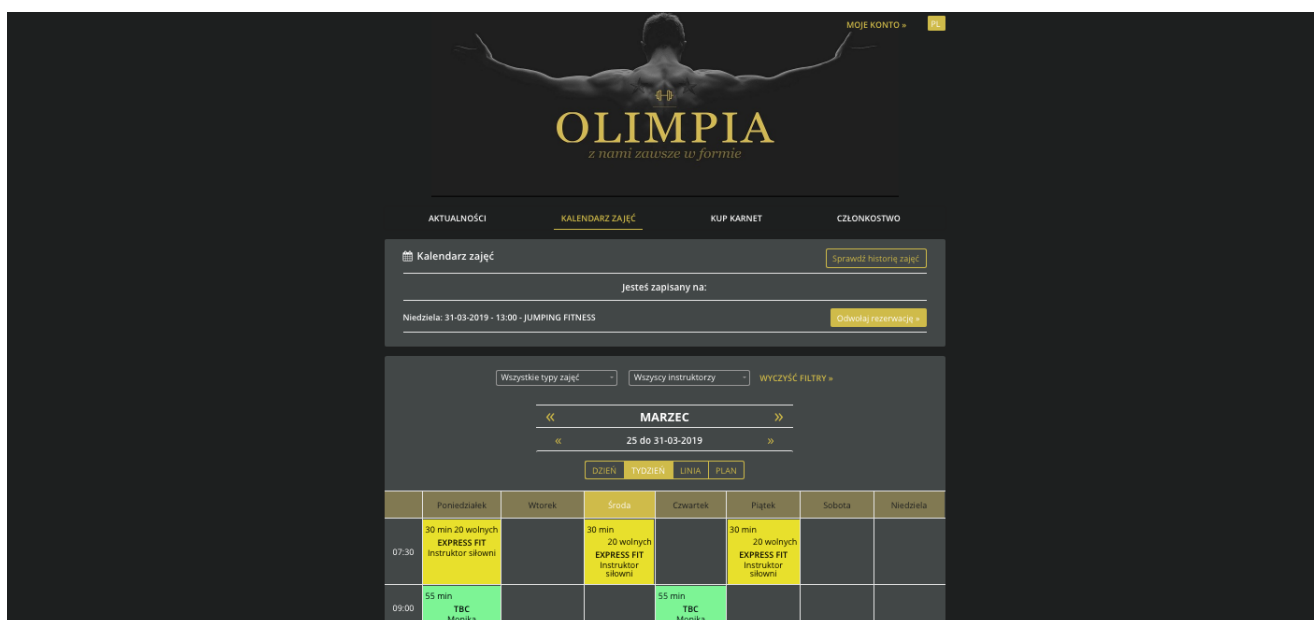 MOJE KONTO »
PL
OLIMPIA
z nami zawsze w formie
AKTUALNOŚCI
KALENDARZ ZAJĘĆ
KUP KARNET
CZŁONKOSTWO
Kalendarz zajęć
Sprawdź historię zajęć
Jesteś zapisany na:
Niedziela: 31-03-2019 - 13:00 - JUMPING FITNESS
Odwołaj rezerwację »
Wszystkie typy zajęć
Wszyscy instruktorzy
WYCZYŚĆ FILTRY »
« MARZEC »
« 25 do 31-03-2019 »
DZIEŃ TYDZIEŃ LINIA PLAN
Poniedziałek Wtorek Środa Czwartek Piątek Sobota Niedziela
07:30
30 min 20 wolnych
EXPRESS FIT
Instruktor siłowni
30 min
20 wolnych
EXPRESS FIT
Instruktor
siłowni
30 min
20 wolnych
EXPRESS FIT
Instruktor
siłowni
09:00
55 min
TBC
Monika
55 min
TBC
Monika